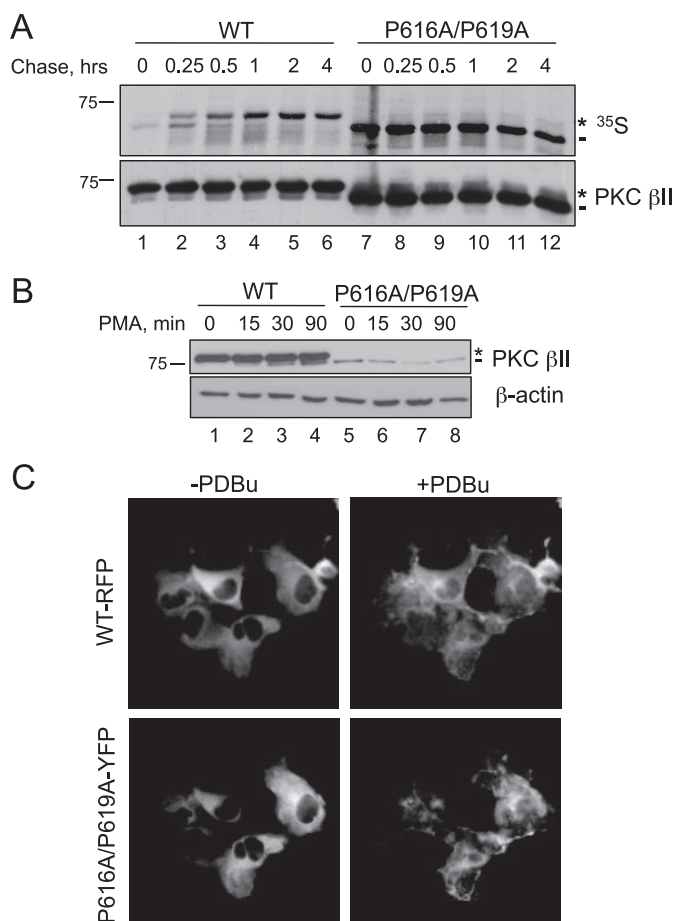 A
WT P616A/P619A
Chase, hrs 0 0.25 0.5 1 2 4 0 0.25 0.5 1 2 4
75— * ³⁵S
-
75— * PKC βII
-
1 2 3 4 5 6 7 8 9 10 11 12
B
WT P616A/P619A
PMA, min 0 15 30 90 0 15 30 90
75— *- PKC βII
β-actin
1 2 3 4 5 6 7 8
C
-PDBu +PDBu
WT-RFP
P616A/P619A-YFP